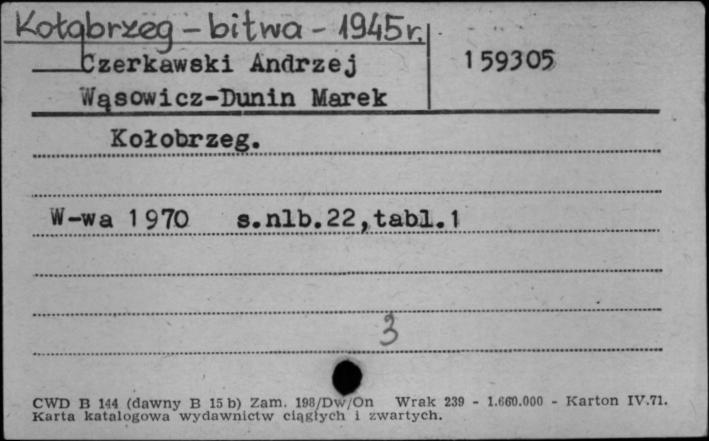 Kołobrzeg - bitwa - 1945r.
Czerkawski Andrzej
159305
Wąsowicz-Dunin Marek
Kołobrzeg.
W-wa 1970 s.nlb.22,tabl.1
3
CWD B 144 (dawny B 15 b) Zam. 198/Dw/On Wrak 239 - 1.660.000 - Karton IV.71.
Karta katalogowa wydawnictw ciągłych i zwartych.